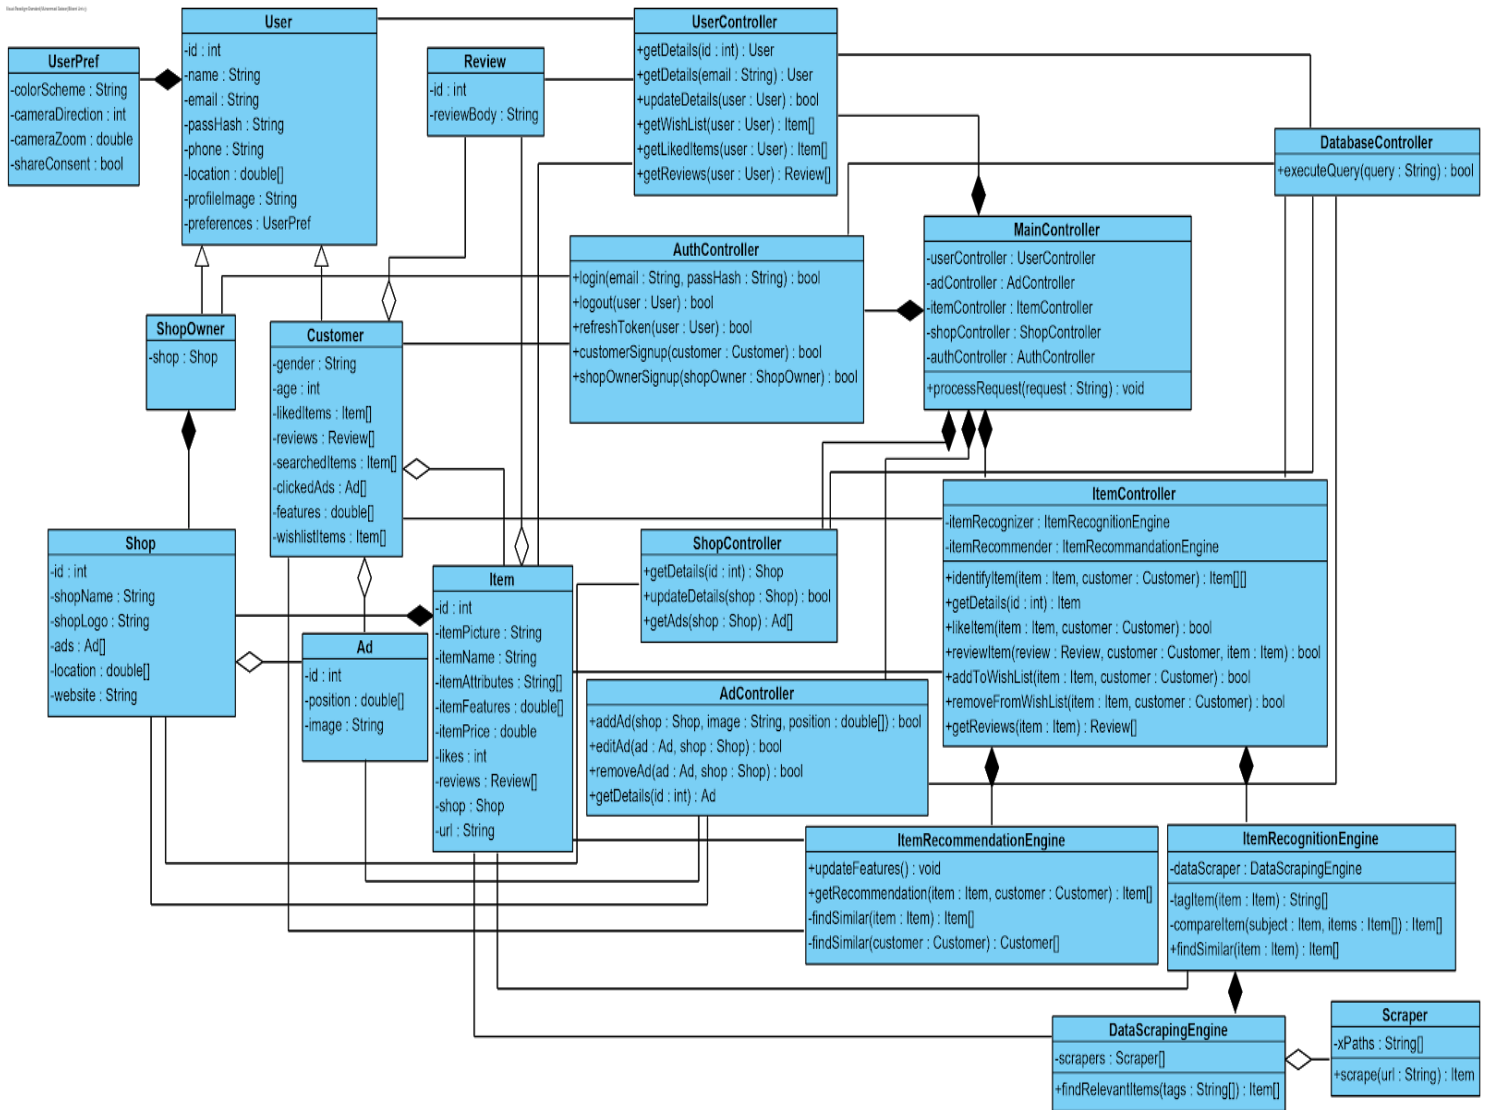 User
-id : int
-name : String
-email : String
-passHash : String
-phone : String
-location : double[]
-profileImage : String
-preferences : UserPref
UserPref
-colorScheme : String
-cameraDirection : int
-cameraZoom : double
-shareConsent : bool
Review
-id : int
-reviewBody : String
UserController
+getDetails(id : int) : User
+getDetails(email : String) : User
+updateDetails(user : User) : bool
+getWishList(user : User) : Item[]
+getLikedItems(user : User) : Item[]
+getReviews(user : User) : Review[]
DatabaseController
+executeQuery(query : String) : bool
MainController
-userController : UserController
-adController : AdController
-itemController : ItemController
-shopController : ShopController
-authController : AuthController
+processRequest(request : String) : void
AuthController
+login(email : String, passHash : String) : bool
+logout(user : User) : bool
+refreshToken(user : User) : bool
+customerSignup(customer : Customer) : bool
+shopOwnerSignup(shopOwner : ShopOwner) : bool
ShopOwner
-shop : Shop
Customer
-gender : String
-age : int
-likedItems : Item[]
-reviews : Review[]
-searchedItems : Item[]
-clickedAds : Ad[]
-features : double[]
-wishlistItems : Item[]
Shop
-id : int
-shopName : String
-shopLogo : String
-ads : Ad[]
-location : double[]
-website : String
Ad
-id : int
-position : double[]
-image : String
Item
-id : int
-itemPicture : String
-itemName : String
-itemAttributes : String[]
-itemFeatures : double[]
-itemPrice : double
-likes : int
-reviews : Review[]
-shop : Shop
-url : String
ShopController
+getDetails(id : int) : Shop
+updateDetails(shop : Shop) : bool
+getAds(shop : Shop) : Ad[]
AdController
+addAd(shop : Shop, image : String, position : double[]) : bool
+editAd(ad : Ad, shop : Shop) : bool
+removeAd(ad : Ad, shop : Shop) : bool
+getDetails(id : int) : Ad
ItemController
-itemRecognizer : ItemRecognitionEngine
-itemRecommender : ItemRecommandationEngine
+identifyItem(item : Item, customer : Customer) : Item[][]
+getDetails(id : int) : Item
+likeItem(item : Item, customer : Customer) : bool
+reviewItem(review : Review, customer : Customer, item : Item) : bool
+addToWishList(item : Item, customer : Customer) : bool
+removeFromWishList(item : Item, customer : Customer) : bool
+getReviews(item : Item) : Review[]
ItemRecommendationEngine
+updateFeatures() : void
+getRecommendation(item : Item, customer : Customer) : Item[]
-findSimilar(item : Item) : Item[]
-findSimilar(customer : Customer) : Customer[]
ItemRecognitionEngine
-dataScraper : DataScrapingEngine
-tagItem(item : Item) : String[]
-compareItem(subject : Item, items : Item[]) : Item[]
+findSimilar(item : Item) : Item[]
DataScrapingEngine
-scrapers : Scraper[]
+findRelevantItems(tags : String[]) : Item[]
Scraper
-xPaths : String[]
+scrape(url : String) : Item